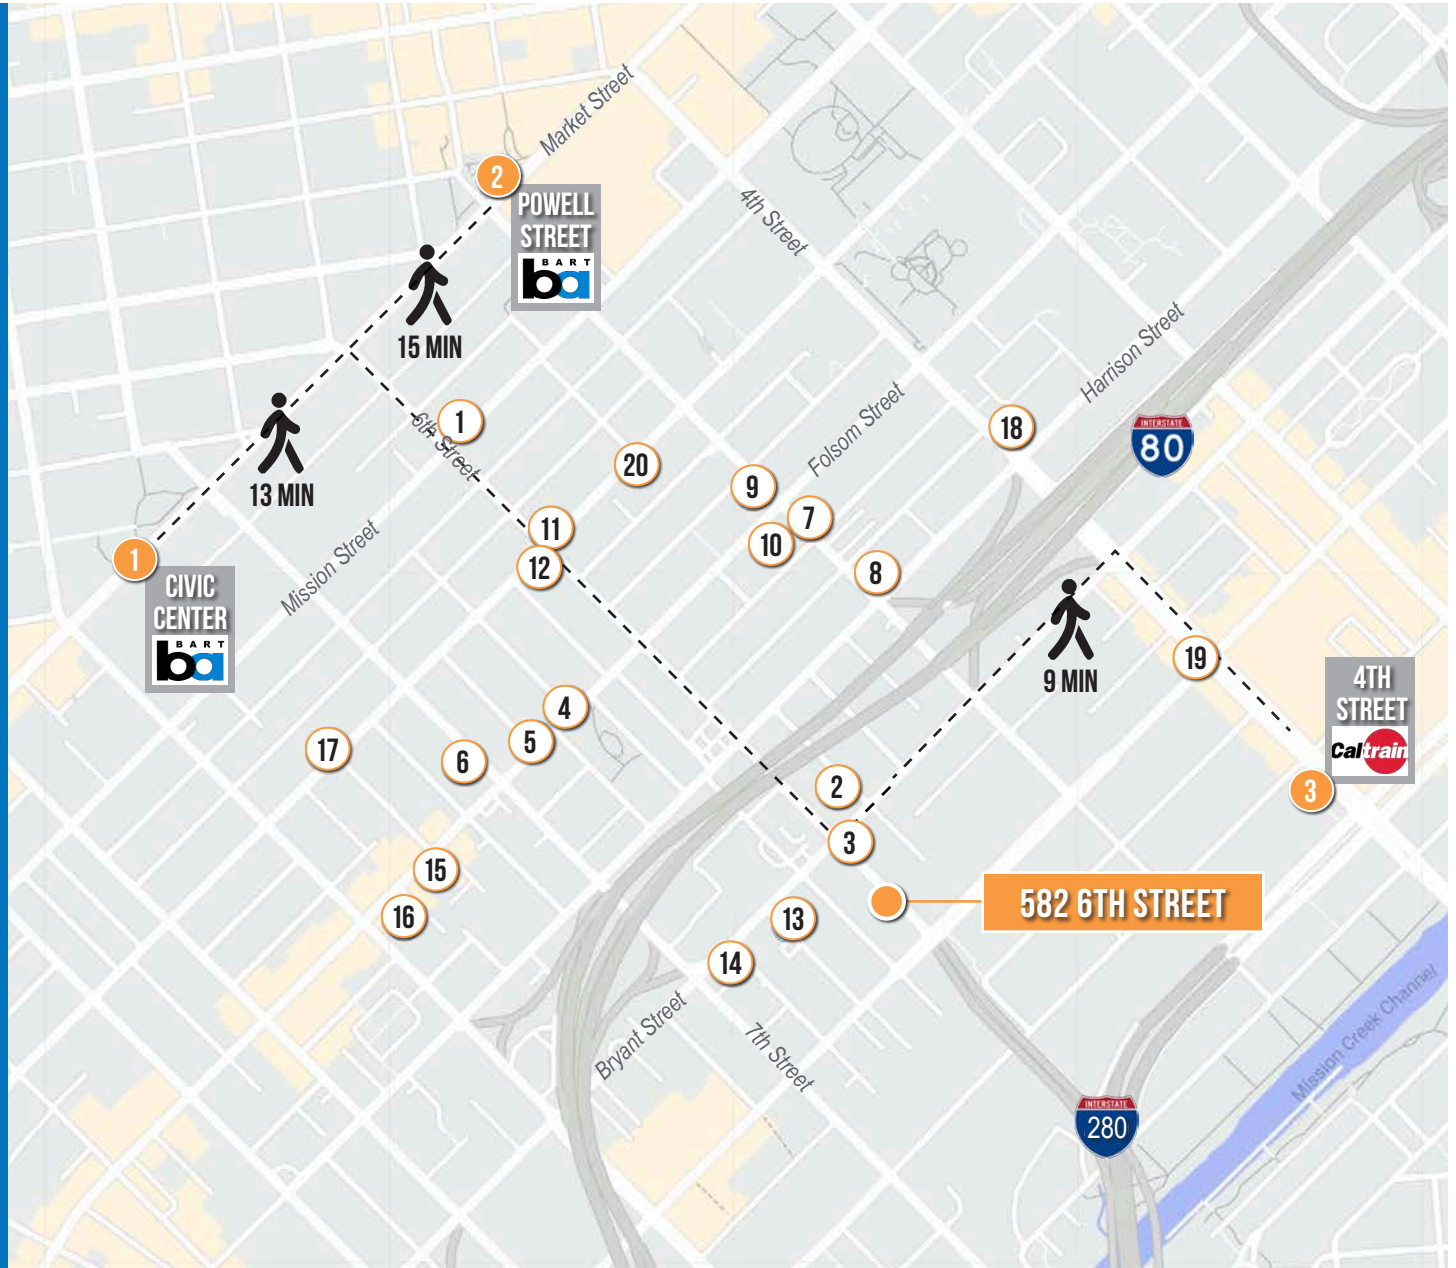 Market Street
2
POWELL
STREET
BART
ba
4th Street
15 MIN
Harrison Street
Folsom Street
6th Street
1
18
INTERSTATE
80
20
9
7
13 MIN
11
10
Mission Street
12
8
1
CIVIC
CENTER
BART
ba
19
9 MIN
4TH
STREET
Caltrain
4
5
17
6
2
3
3
15
582 6TH STREET
16
13
14
Bryant Street
7th Street
Mission Creek Channel
INTERSTATE
280